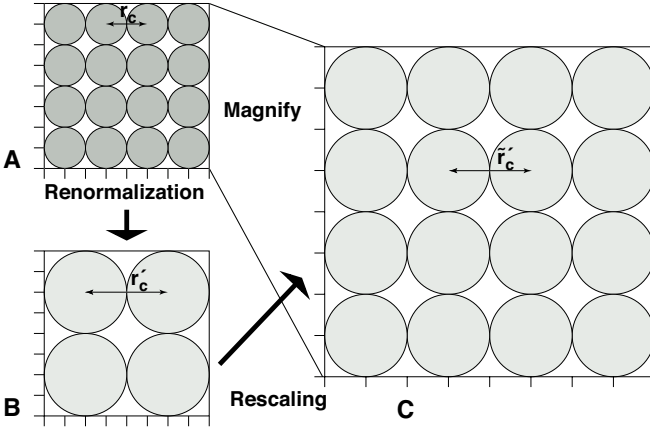 r_c
Magnify
r̃′_c
A
Renormalization
r′_c
B
Rescaling
C